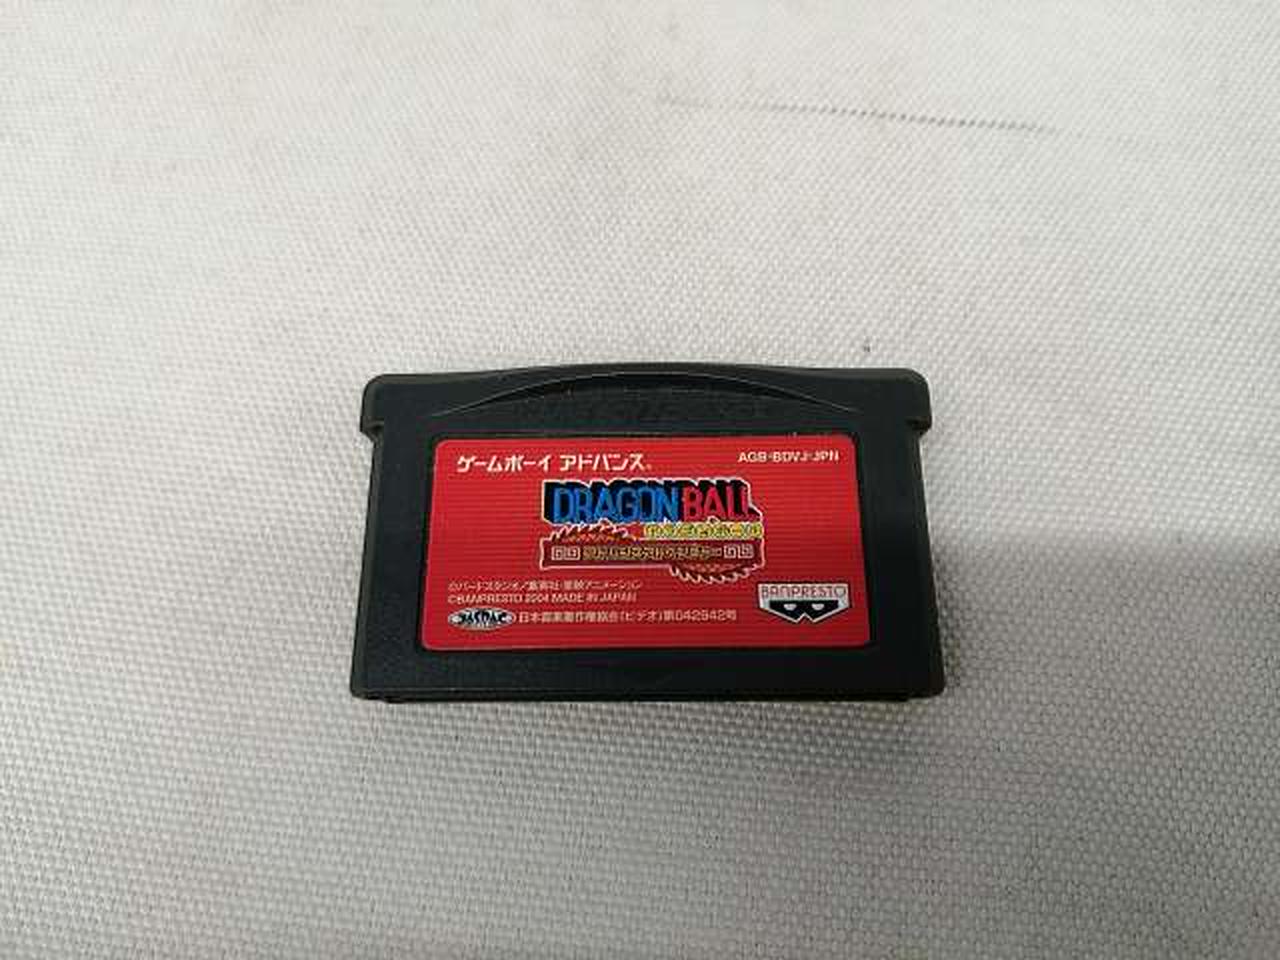 ゲームボーイ アドバンス
AGB-BDVJ-JPN
DRAGON BALL
©バードスタジオ/集英社・東映アニメーション
©BANPRESTO 2004 MADE IN JAPAN
BANPRESTO
JASRAC
日本音楽著作権協会(ビデオ)第042942号